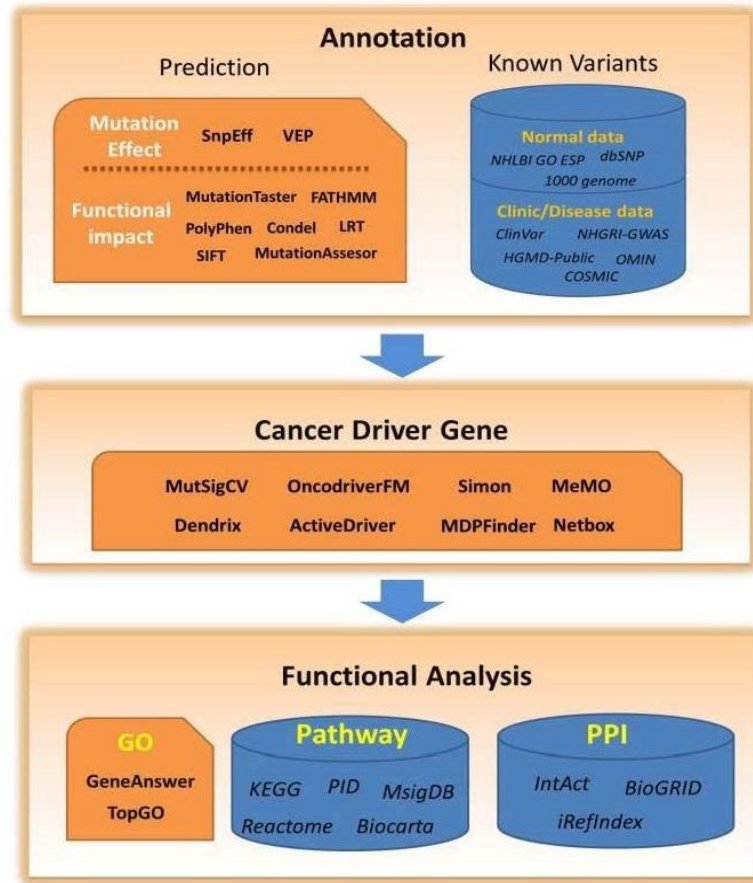 Annotation
Prediction
Known Variants
Mutation
Effect
SnpEff VEP
Functional
impact
MutationTaster FATHMM
PolyPhen Condel LRT
SIFT MutationAssesor
Normal data
NHLBI GO ESP dbSNP
1000 genome
Clinic/Disease data
ClinVar NHGRI-GWAS
HGMD-Public OMIN
COSMIC
Cancer Driver Gene
MutSigCV OncodriverFM Simon MeMO
Dendrix ActiveDriver MDPFinder Netbox
Functional Analysis
GO
GeneAnswer
TopGO
Pathway
KEGG PID MsigDB
Reactome Biocarta
PPI
IntAct BioGRID
iRefIndex